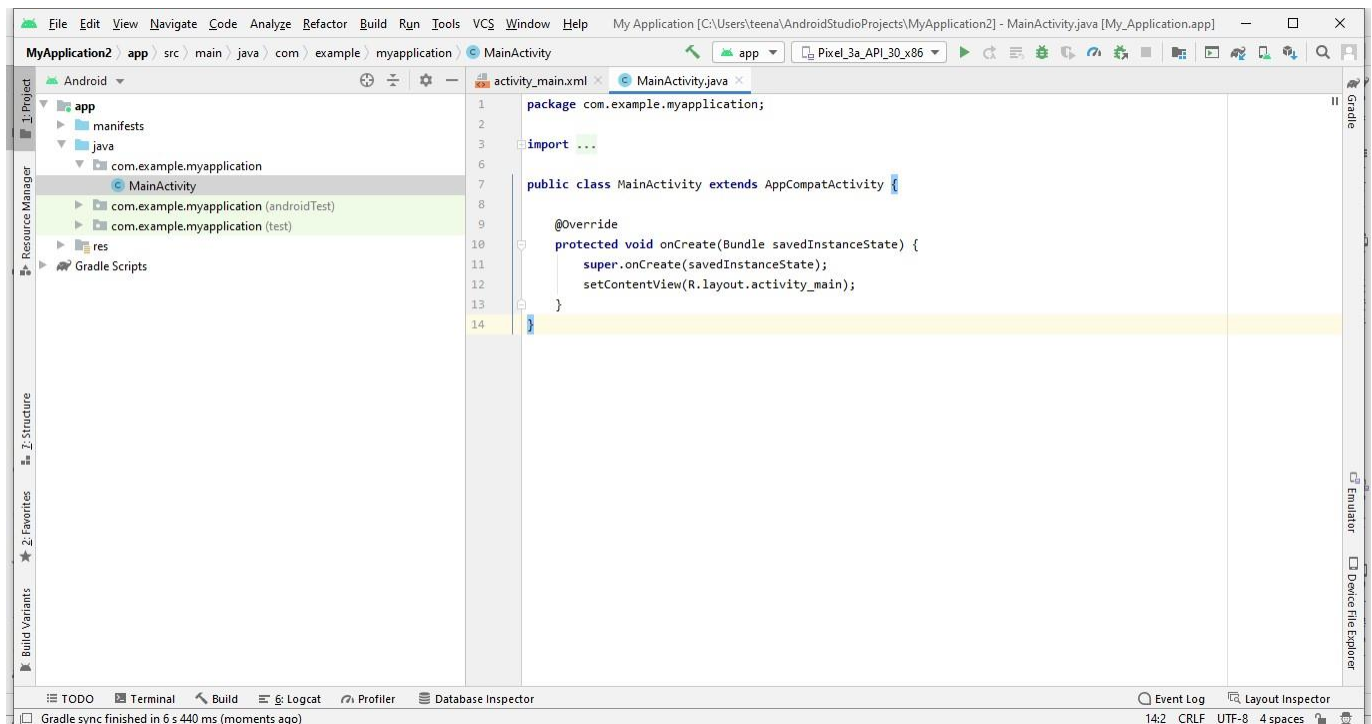 File Edit View Navigate Code Analyze Refactor Build Run Tools VCS Window Help My Application [C:\Users\teena\AndroidStudioProjects\MyApplication2] - MainActivity.java [My_Application.app]
MyApplication2 app src main java com example myapplication MainActivity app Pixel_3a_API_30_x86
Android activity_main.xml MainActivity.java
1: Project
Resource Manager
7: Structure
2: Favorites
Build Variants
app
manifests
java
com.example.myapplication
MainActivity
com.example.myapplication (androidTest)
com.example.myapplication (test)
res
Gradle Scripts
1 package com.example.myapplication;
2
3 import ...
6
7 public class MainActivity extends AppCompatActivity {
8
9 @Override
10 protected void onCreate(Bundle savedInstanceState) {
11 super.onCreate(savedInstanceState);
12 setContentView(R.layout.activity_main);
13 }
14 }
Gradle
Emulator
Device File Explorer
TODO Terminal Build 6: Logcat Profiler Database Inspector Event Log Layout Inspector
Gradle sync finished in 6 s 440 ms (moments ago) 14:2 CRLF UTF-8 4 spaces